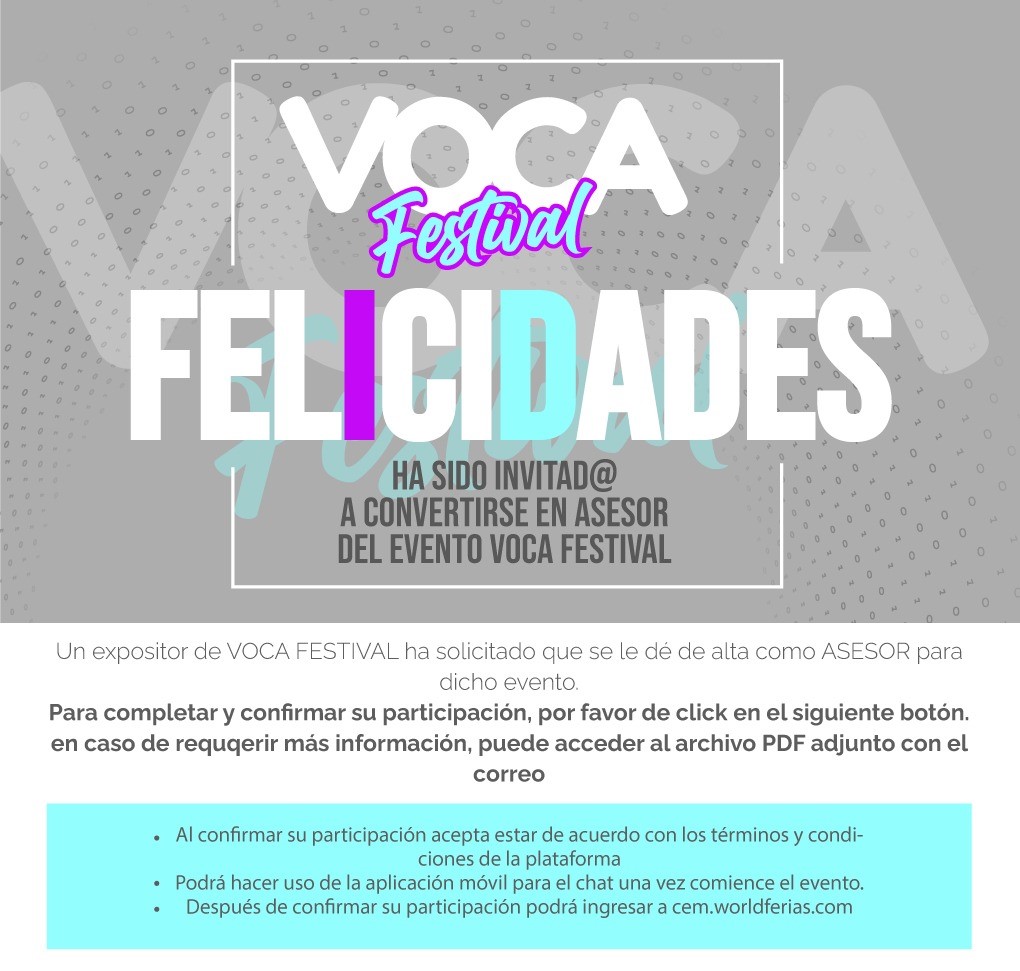 VOCA
Festival
FELICIDADES
HA SIDO INVITAD@
A CONVERTIRSE EN ASESOR
DEL EVENTO VOCA FESTIVAL
Un expositor de VOCA FESTIVAL ha solicitado que se le dé de alta como ASESOR para
dicho evento.
Para completar y confirmar su participación, por favor de click en el siguiente botón.
en caso de requqerir más información, puede acceder al archivo PDF adjunto con el
correo
• Al confirmar su participación acepta estar de acuerdo con los términos y condi-
ciones de la plataforma
• Podrá hacer uso de la aplicación móvil para el chat una vez comience el evento.
• Después de confirmar su participación podrá ingresar a cem.worldferias.com